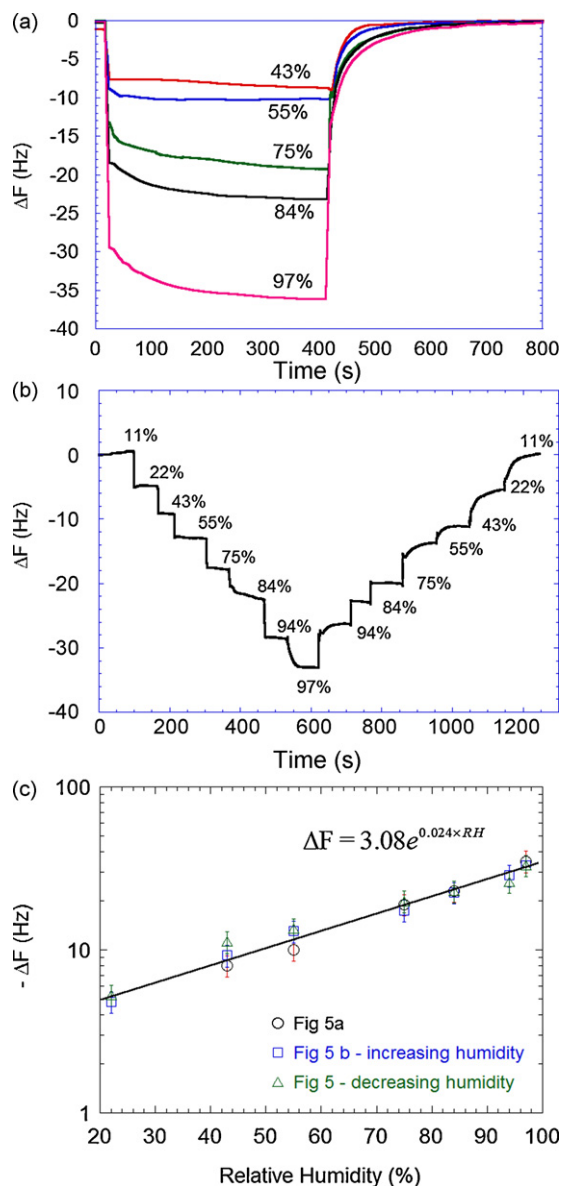 (a)
0
-5
-10
-15
-20
-25
-30
-35
-40
ΔF (Hz)
43%
55%
75%
84%
97%
0 100 200 300 400 500 600 700 800
Time (s)
(b)
10
0
-10
-20
-30
-40
ΔF (Hz)
11%
22%
43%
55%
75%
84%
94%
97%
94%
84%
75%
55%
43%
22%
11%
0 200 400 600 800 1000 1200
Time (s)
(c)
100
10
1
- ΔF (Hz)
ΔF = 3.08e^0.024×RH
Fig 5a
Fig 5 b - increasing humidity
Fig 5 - decreasing humidity
20 30 40 50 60 70 80 90 100
Relative Humidity (%)